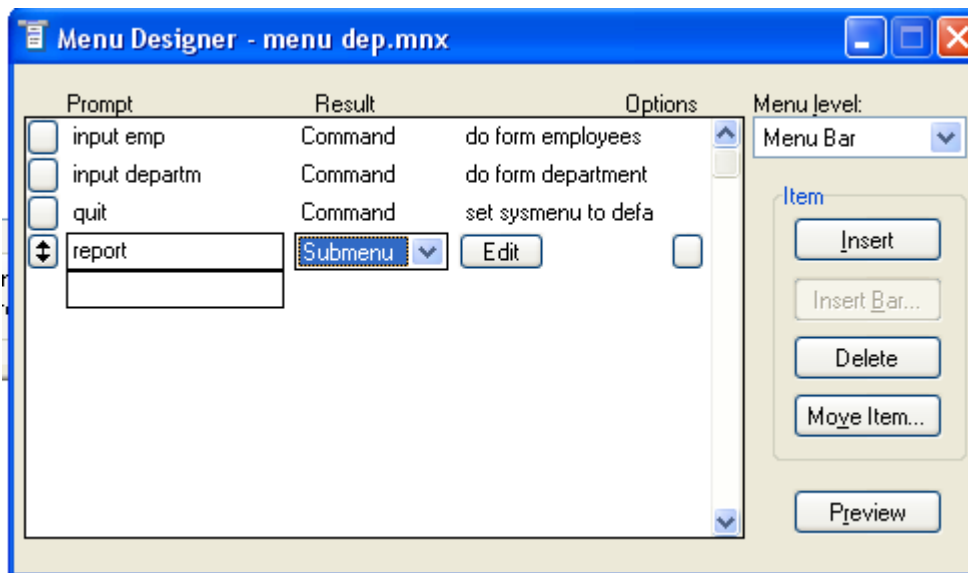 Menu Designer - menu dep.mnx
Prompt Result Options Menu level:
input emp Command do form employees Menu Bar
input departm Command do form department
quit Command set sysmenu to defa
report Submenu Edit
Item
Insert
Insert Bar...
Delete
Move Item...
Preview